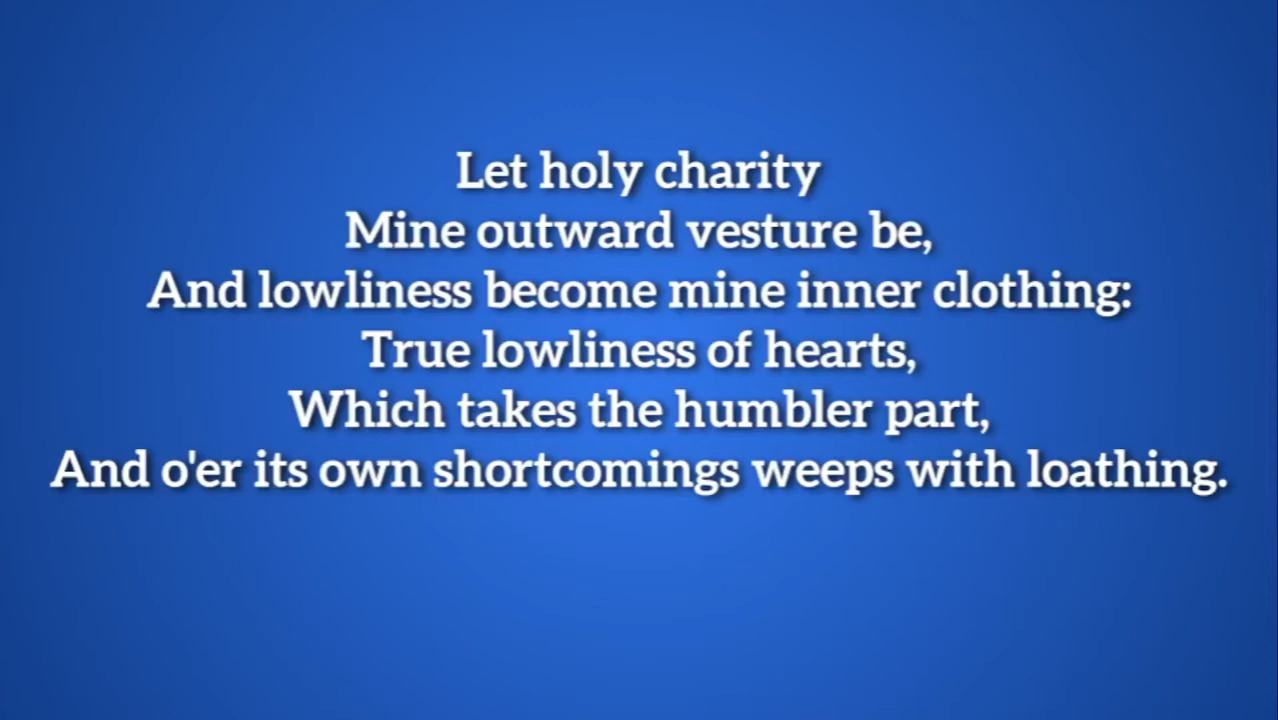 Let holy charity
Mine outward vesture be,
And lowliness become mine inner clothing:
True lowliness of hearts,
Which takes the humbler part,
And o'er its own shortcomings weeps with loathing.